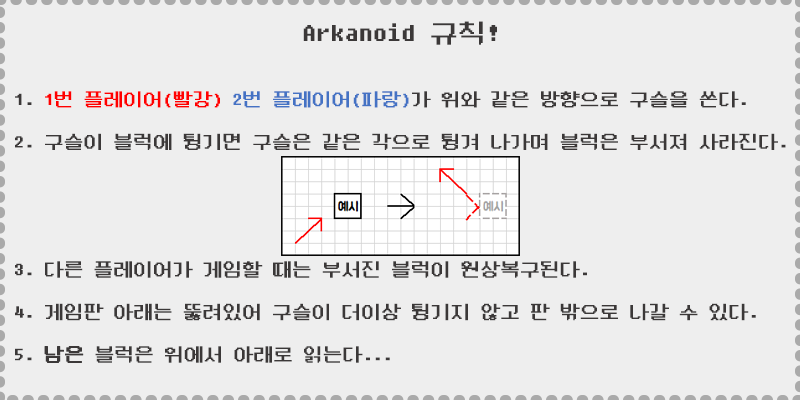 Arkanoid 규칙!
1. 1번 플레이어(빨강) 2번 플레이어(파랑)가 위와 같은 방향으로 구슬을 쏜다.
2. 구슬이 블럭에 튕기면 구슬은 같은 각으로 튕겨 나가며 블럭은 부서져 사라진다.
예시 예시
3. 다른 플레이어가 게임할 때는 부서진 블럭이 원상복구된다.
4. 게임판 아래는 뚫려있어 구슬이 더이상 튕기지 않고 판 밖으로 나갈 수 있다.
5. 남은 블럭은 위에서 아래로 읽는다...